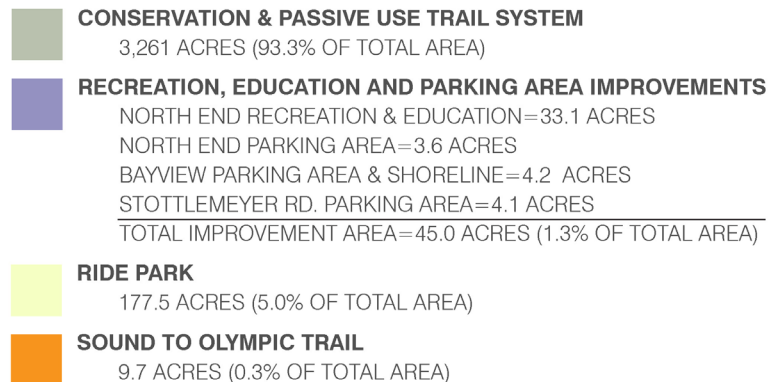 CONSERVATION & PASSIVE USE TRAIL SYSTEM
3,261 ACRES (93.3% OF TOTAL AREA)
RECREATION, EDUCATION AND PARKING AREA IMPROVEMENTS
NORTH END RECREATION & EDUCATION=33.1 ACRES
NORTH END PARKING AREA=3.6 ACRES
BAYVIEW PARKING AREA & SHORELINE=4.2 ACRES
STOTTLEMEYER RD. PARKING AREA=4.1 ACRES
TOTAL IMPROVEMENT AREA=45.0 ACRES (1.3% OF TOTAL AREA)
RIDE PARK
177.5 ACRES (5.0% OF TOTAL AREA)
SOUND TO OLYMPIC TRAIL
9.7 ACRES (0.3% OF TOTAL AREA)